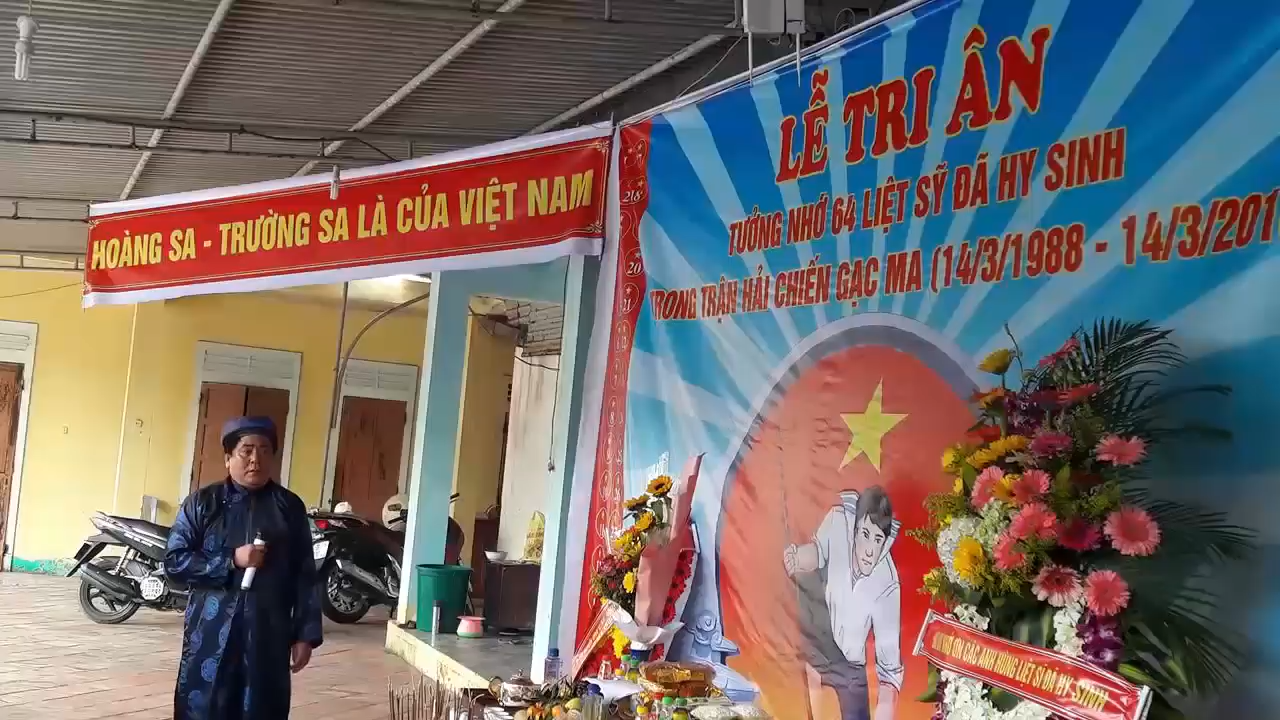 HOÀNG SA - TRƯỜNG SA LÀ CỦA VIỆT NAM
LỄ TRI ÂN
TƯỞNG NHỚ 64 LIỆT SỸ ĐÃ HY SINH
TRONG TRẬN HẢI CHIẾN GẠC MA (14/3/1988 - 14/3/201
ƠN CÁC ANH HÙNG LIỆT SĨ ĐÃ HY SINH